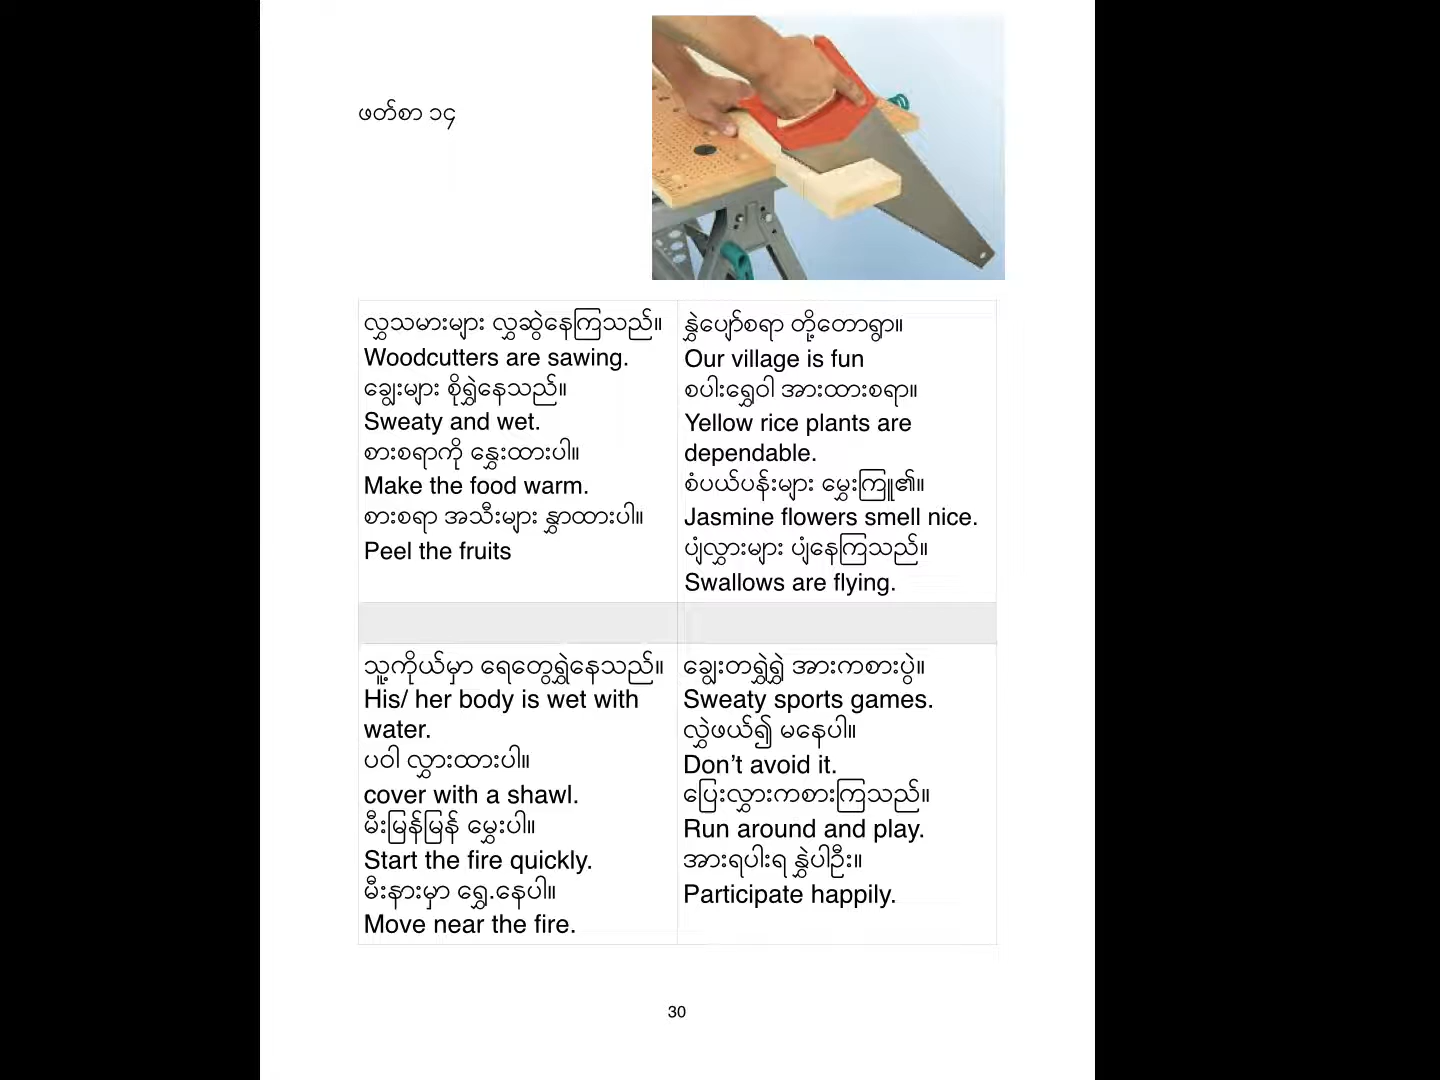 ဖတ်စာ ၁၄
လွှသမားများ လွှဆွဲနေကြသည်။
Woodcutters are sawing.
ချွေးများ စိုရွှဲနေသည်။
Sweaty and wet.
စားစရာကို နွှေးထားပါ။
Make the food warm.
စားစရာ အသီးများ နွှာထားပါ။
Peel the fruits
နွှဲပျော်စရာ တို့တောရွာ။
Our village is fun
စပါးရွှေဝါ အားထားစရာ။
Yellow rice plants are
dependable.
စံပယ်ပန်းများ မွှေးကြူ၏။
Jasmine flowers smell nice.
ပျံလွှားများ ပျံနေကြသည်။
Swallows are flying.
သူ့ကိုယ်မှာ ရေတွေရွှဲနေသည်။
His/ her body is wet with
water.
ပဝါ လွှားထားပါ။
cover with a shawl.
မီးမြန်မြန် မွှေးပါ။
Start the fire quickly.
မီးနားမှာ ရွှေ.နေပါ။
Move near the fire.
ချွေးတရွှဲရွှဲ အားကစားပွဲ။
Sweaty sports games.
လွှဲဖယ်၍ မနေပါ။
Don't avoid it.
ပြေးလွှားကစားကြသည်။
Run around and play.
အားရပါးရ နွှဲပါဦး။
Participate happily.
30